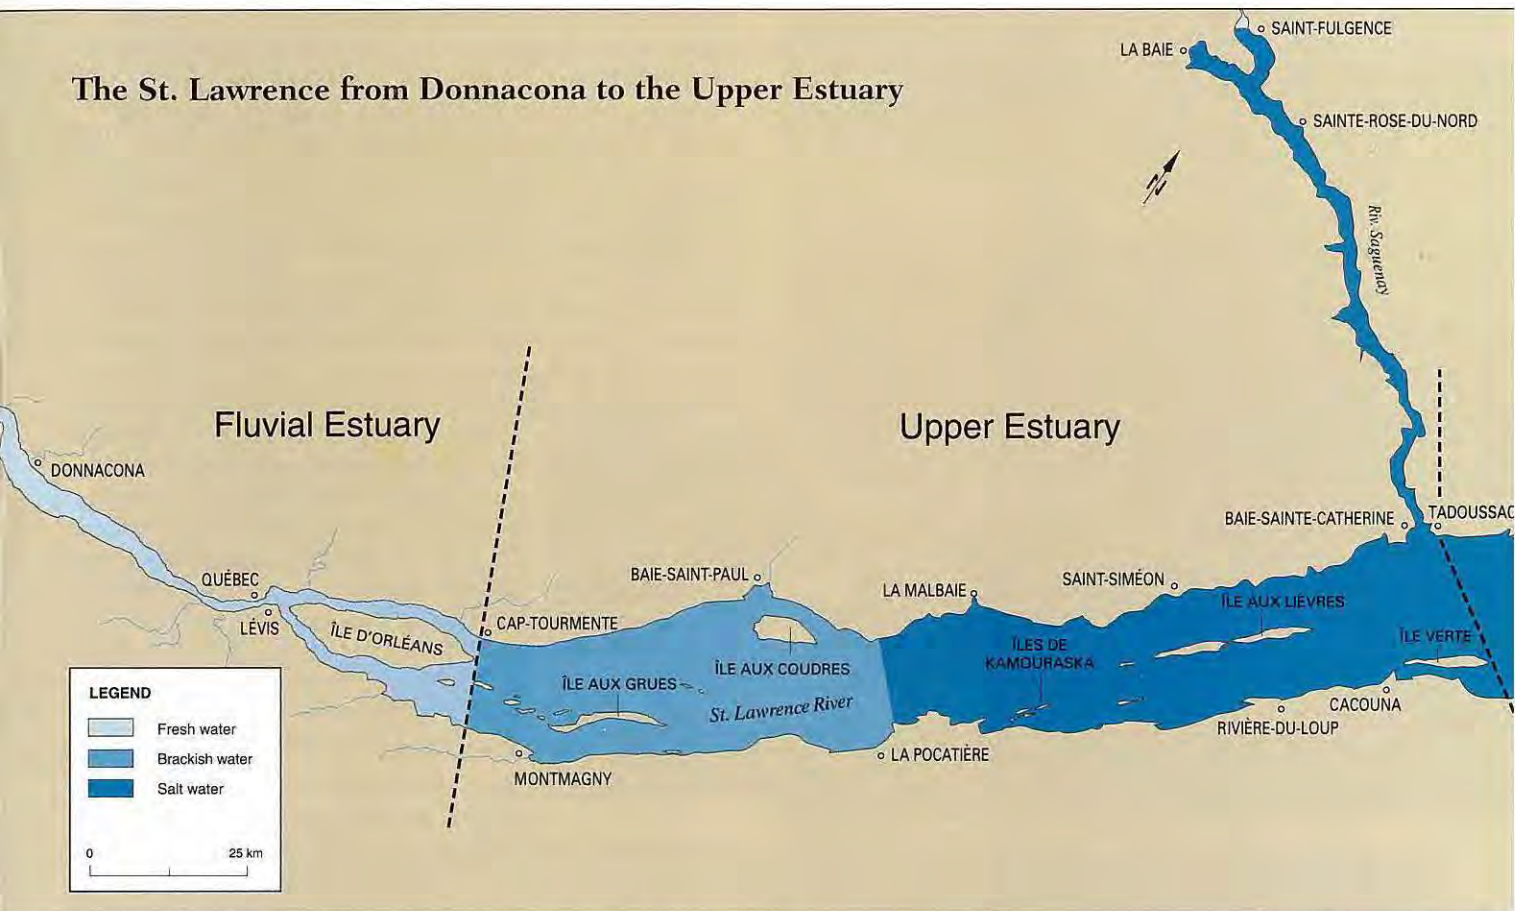 SAINT-FULGENCE
LA BAIE
The St. Lawrence from Donnacona to the Upper Estuary
SAINTE-ROSE-DU-NORD
N
Riv. Saguenay
Fluvial Estuary
Upper Estuary
DONNACONA
BAIE-SAINTE-CATHERINE
TADOUSSAC
QUÉBEC
BAIE-SAINT-PAUL
LA MALBAIE
SAINT-SIMÉON
ÎLE AUX LIÈVRES
LÉVIS
ÎLE D'ORLÉANS
CAP-TOURMENTE
ÎLES DE
KAMOURASKA
ÎLE VERTE
ÎLE AUX COUDRES
ÎLE AUX GRUES
St. Lawrence River
CACOUNA
RIVIÈRE-DU-LOUP
LA POCATIÈRE
MONTMAGNY
LEGEND
Fresh water
Brackish water
Salt water
0 25 km